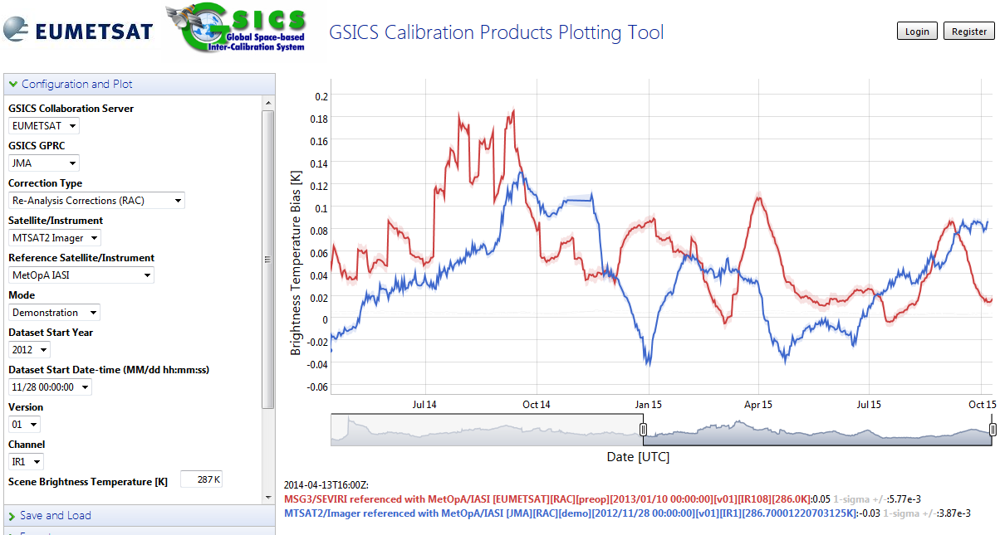 EUMETSAT
GSICS
Global Space-based
Inter-Calibration System
GSICS Calibration Products Plotting Tool
Login
Register
Configuration and Plot
GSICS Collaboration Server
EUMETSAT
GSICS GPRC
JMA
Correction Type
Re-Analysis Corrections (RAC)
Satellite/Instrument
MTSAT2 Imager
Reference Satellite/Instrument
MetOpA IASI
Mode
Demonstration
Dataset Start Year
2012
Dataset Start Date-time (MM/dd hh:mm:ss)
11/28 00:00:00
Version
01
Channel
IR1
Scene Brightness Temperature [K]
287 K
Save and Load
Brightness Temperature Bias [K]
0.2
0.18
0.16
0.14
0.12
0.1
0.08
0.06
0.04
0.02
0
-0.02
-0.04
-0.06
Jul 14
Oct 14
Jan 15
Apr 15
Jul 15
Oct 15
Date [UTC]
2014-04-13T16:00Z:
MSG3/SEVIRI referenced with MetOpA/IASI [EUMETSAT][RAC][preop][2013/01/10 00:00:00][v01][IR108][286.0K]:0.05 1-sigma +/-:5.77e-3
MTSAT2/Imager referenced with MetOpA/IASI [JMA][RAC][demo][2012/11/28 00:00:00][v01][IR1][286.70001220703125K]:-0.03 1-sigma +/-:3.87e-3